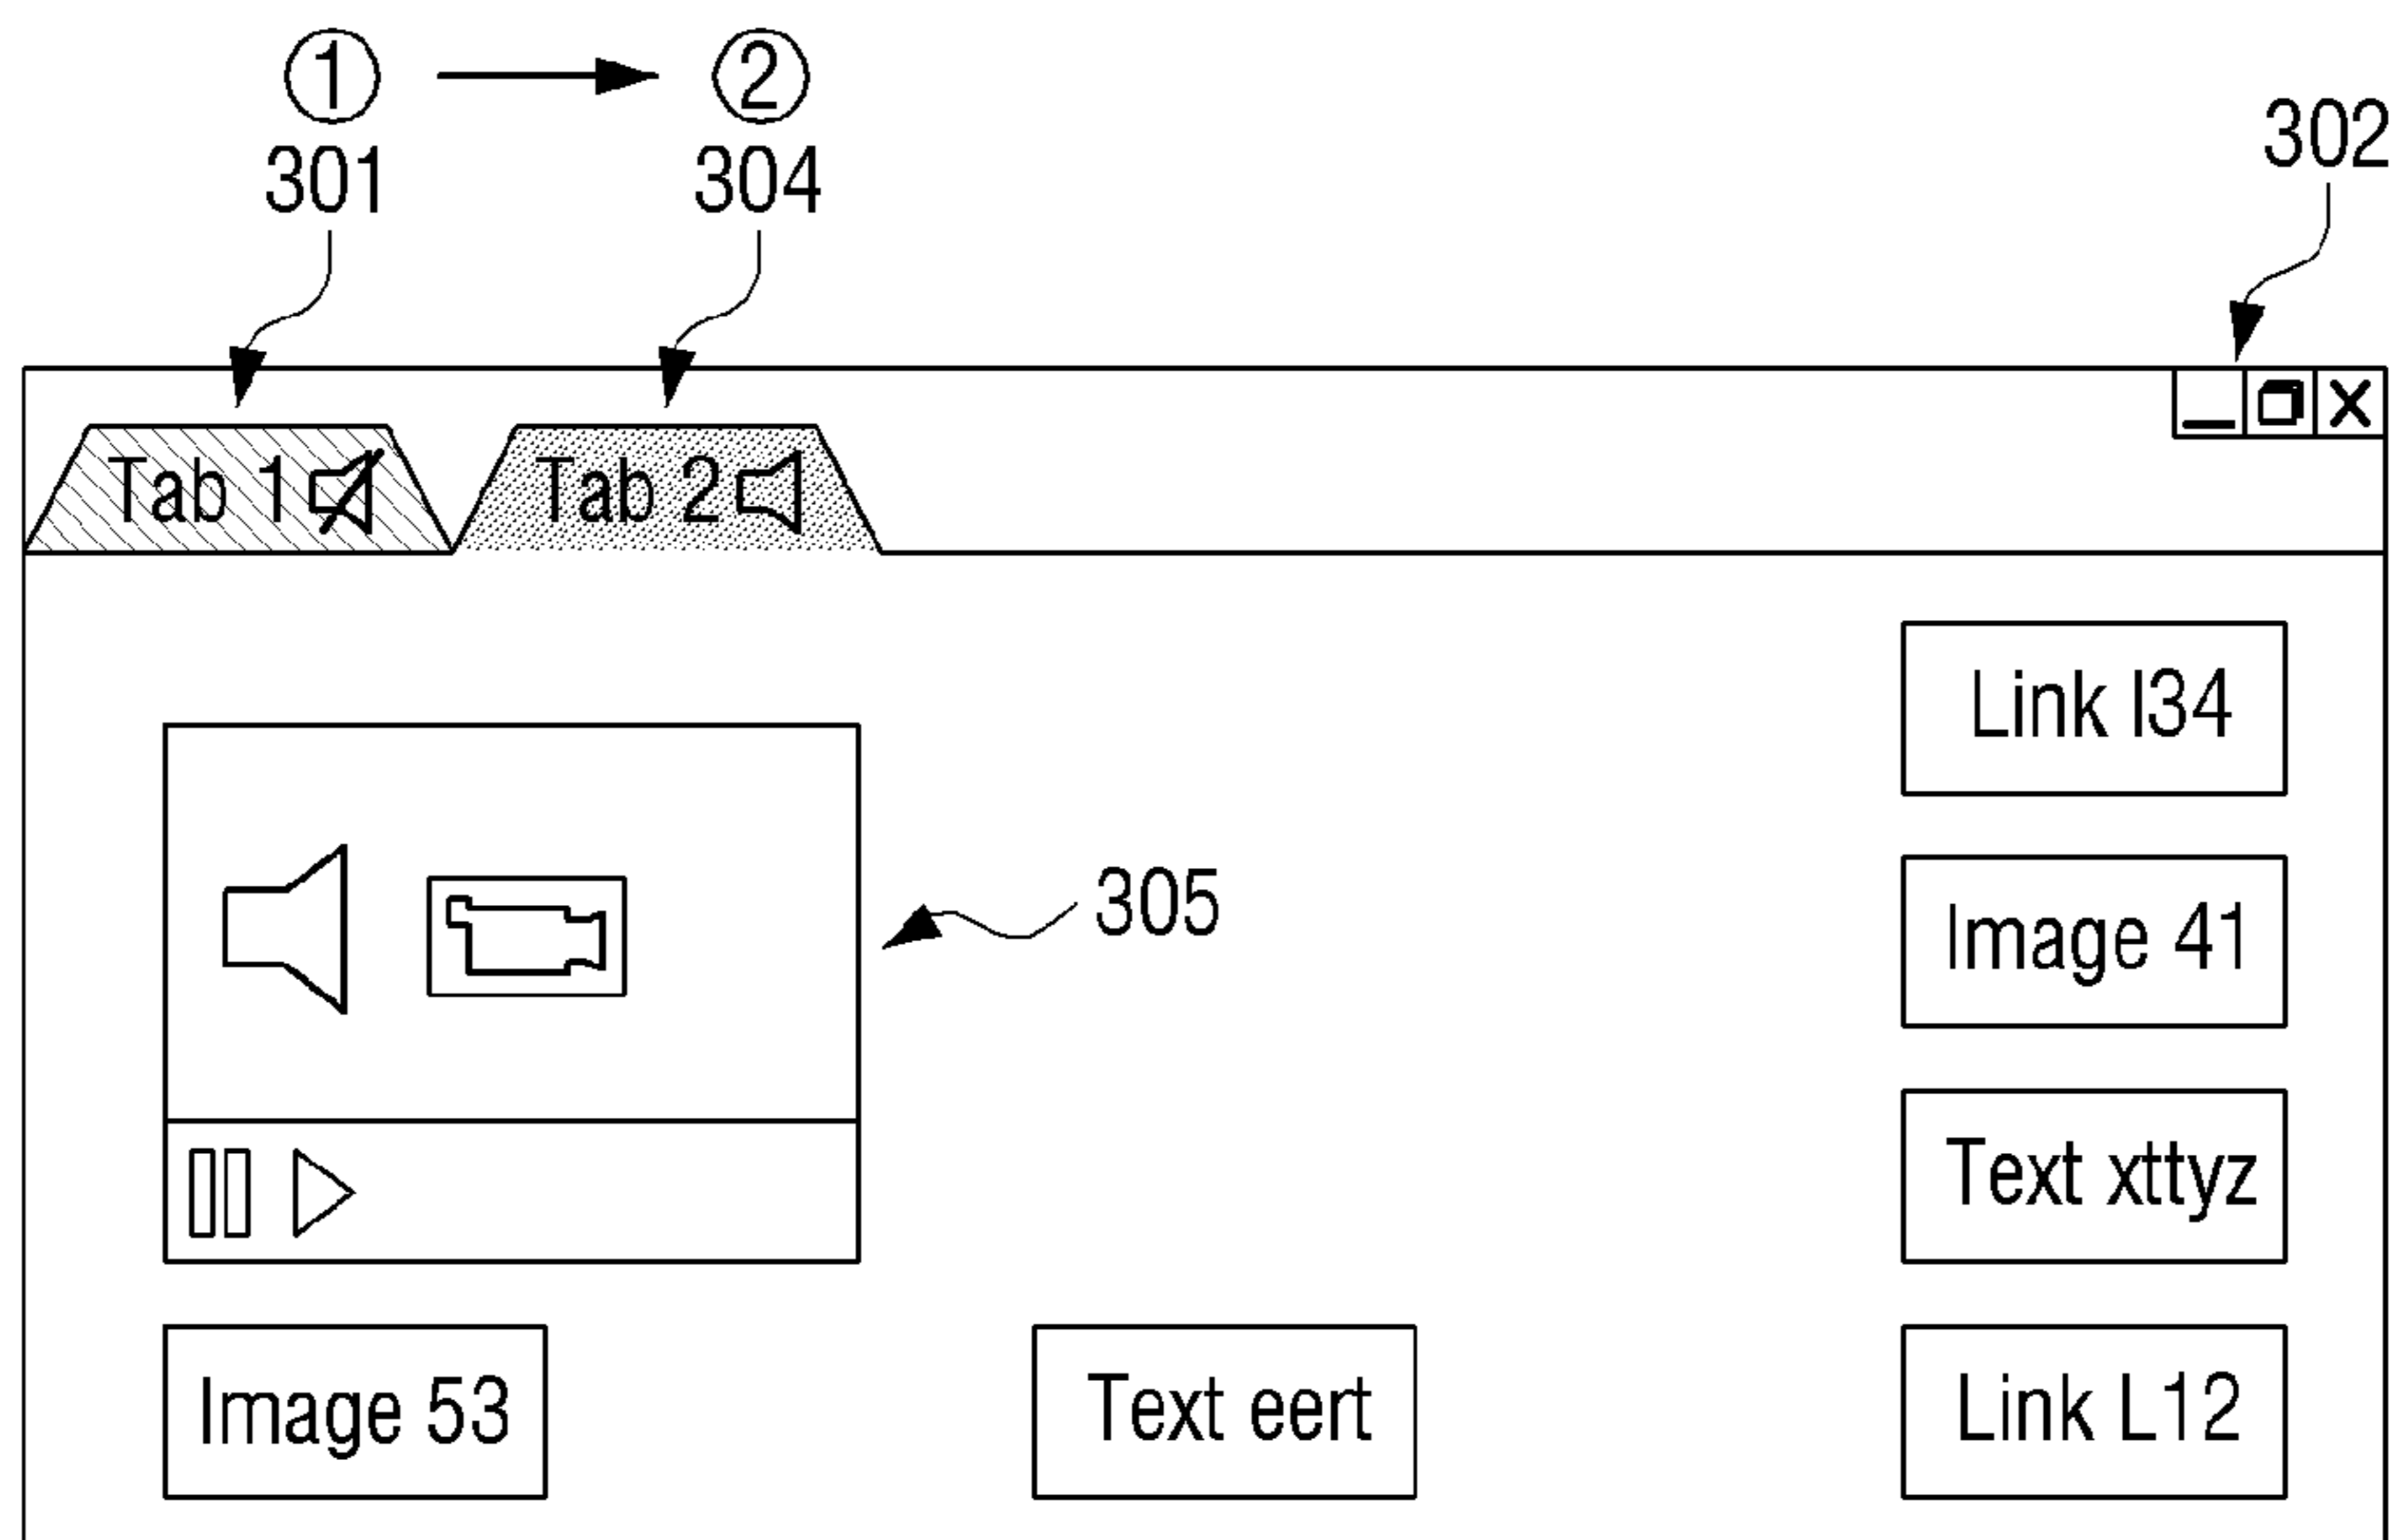 1 2
301 304
302
Tab 1 Tab 2
Link l34
305
Image 41
Text xttyz
Image 53 Text eert Link L12